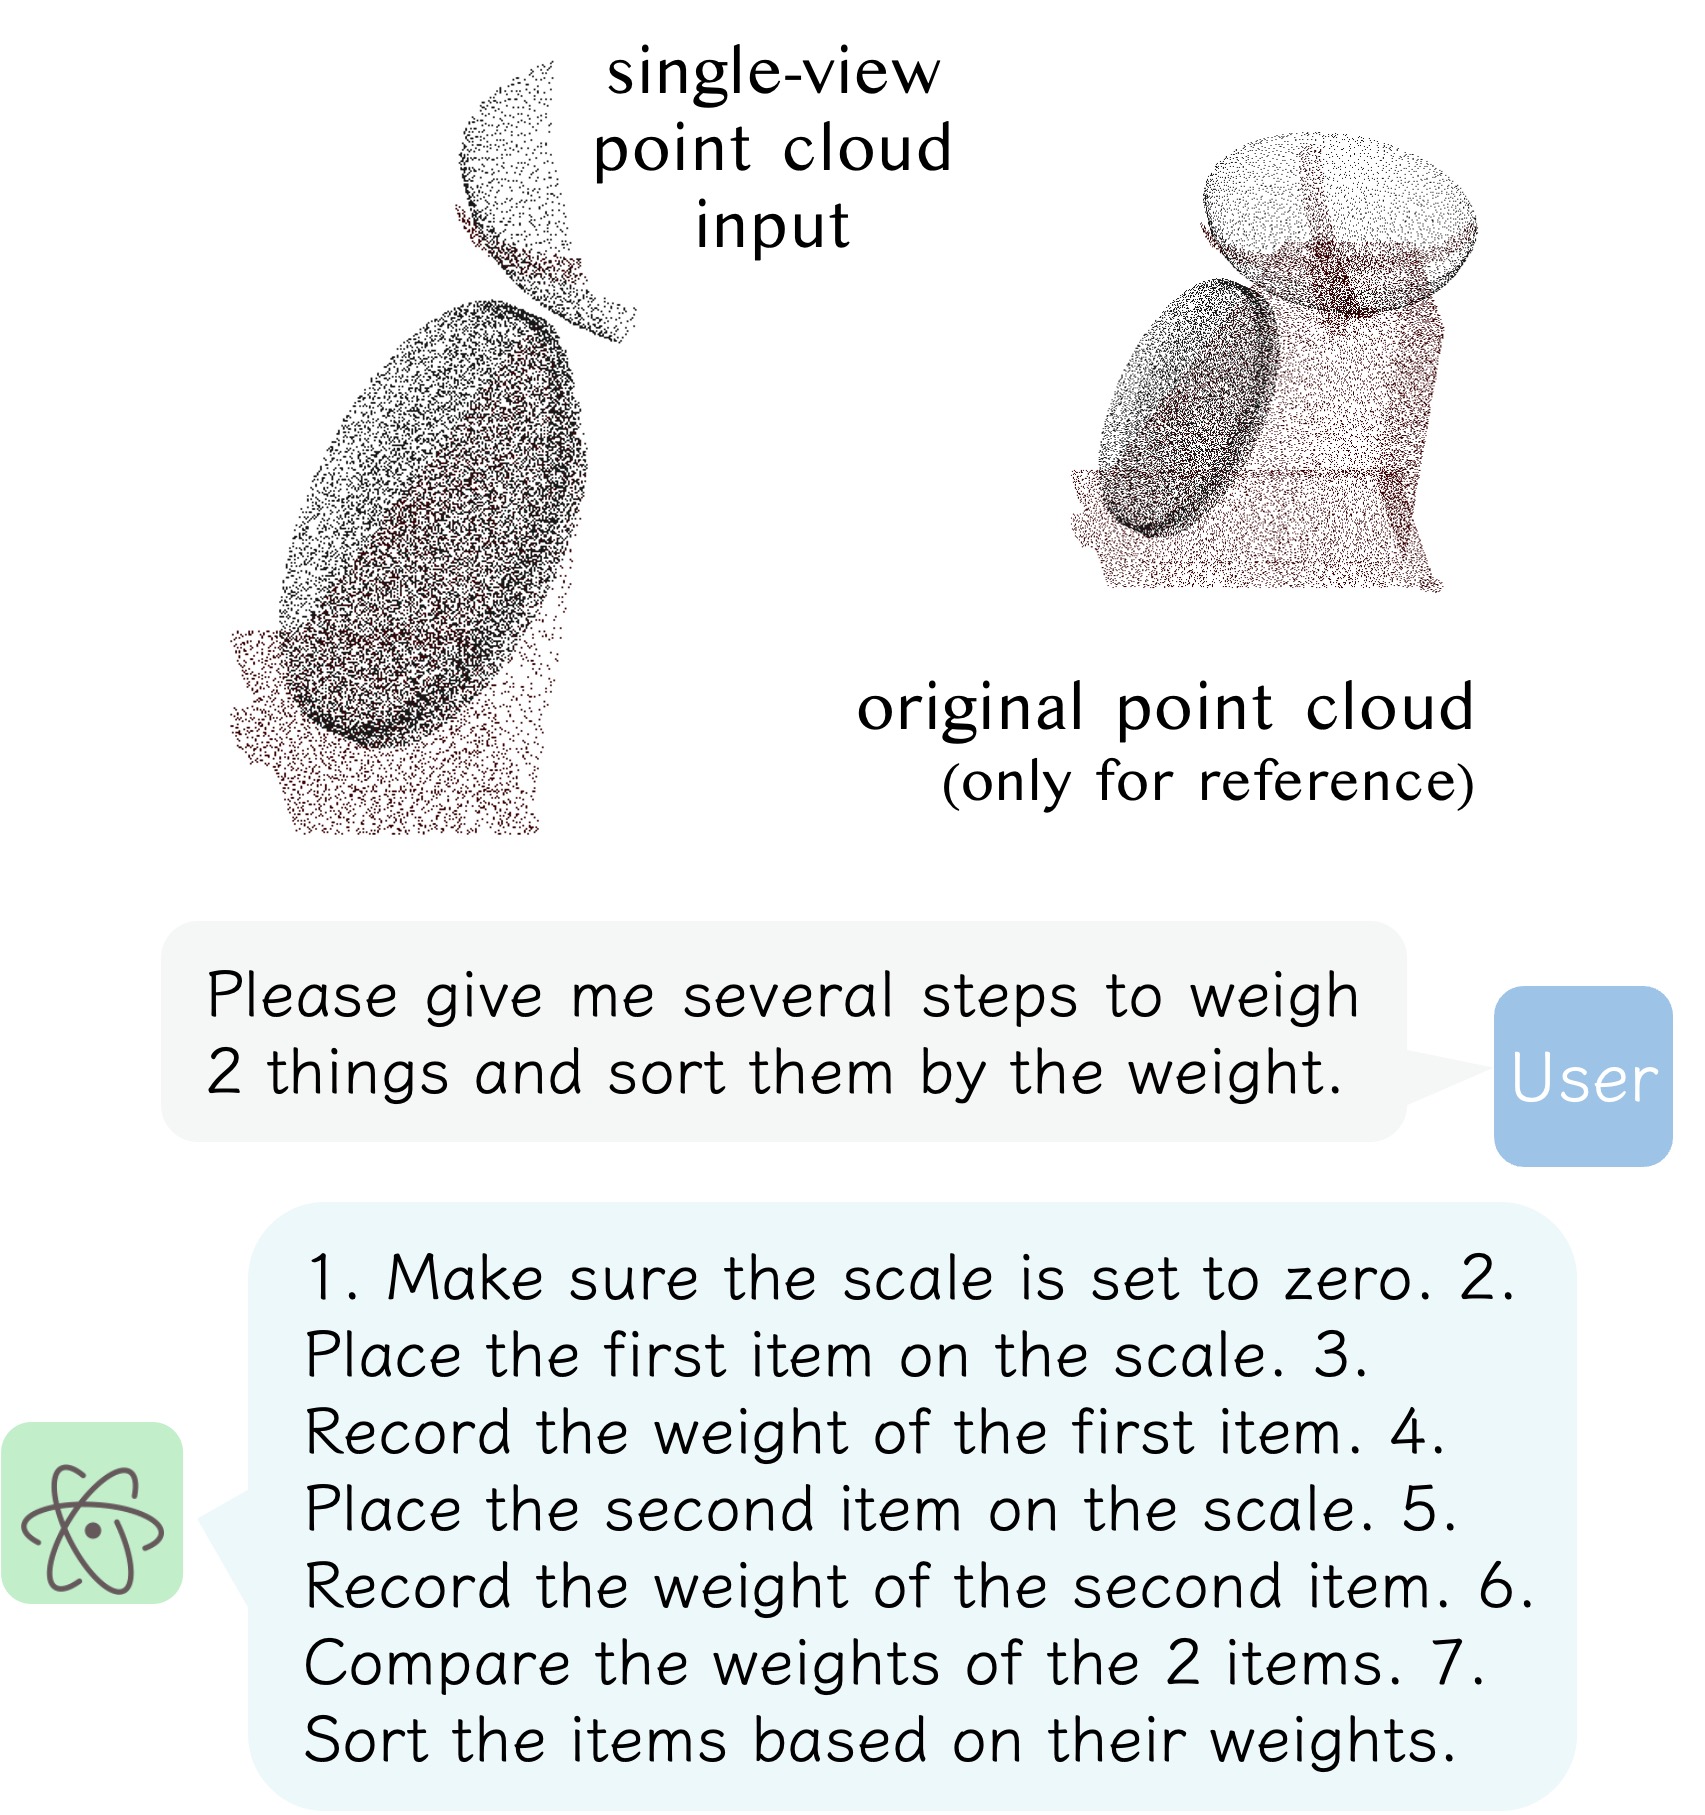 single-view
point cloud
input
original point cloud
(only for reference)
Please give me several steps to weigh
2 things and sort them by the weight.
User
1. Make sure the scale is set to zero. 2.
Place the first item on the scale. 3.
Record the weight of the first item. 4.
Place the second item on the scale. 5.
Record the weight of the second item. 6.
Compare the weights of the 2 items. 7.
Sort the items based on their weights.